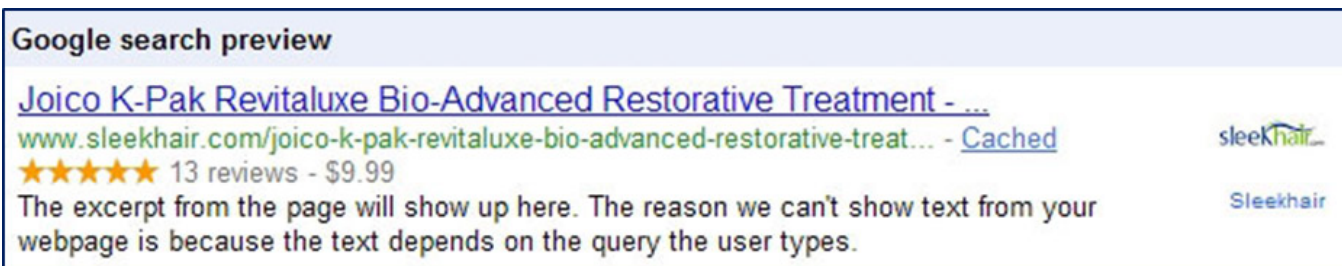 Google search preview
Joico K-Pak Revitaluxe Bio-Advanced Restorative Treatment - ...
www.sleekhair.com/joico-k-pak-revitaluxe-bio-advanced-restorative-treat... - Cached
sleekhair.com
★★★★★ 13 reviews - $9.99
The excerpt from the page will show up here. The reason we can't show text from your
Sleekhair
webpage is because the text depends on the query the user types.